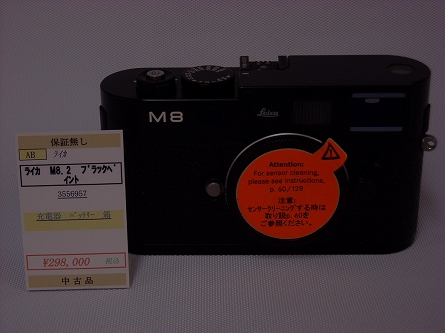 M8
Leica
保証無し
AB ライカ
ライカ M8.2 ブラックペ
イント
3556957
充電器 バッテリー 箱
¥298,000 税込
中古品
Attention:
For sensor cleaning,
please see instructions,
p. 60/128
注意:
センサークリーニングする時は
取り説p. 60を
ご参照ください。